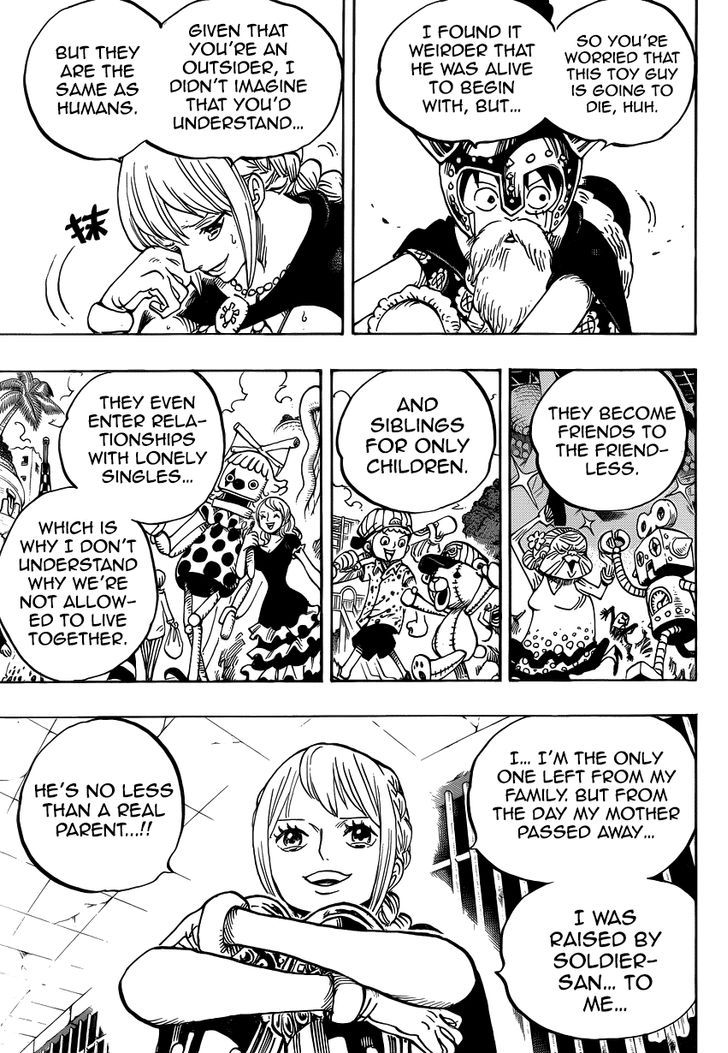 SO YOU'RE
WORRIED THAT
THIS TOY GUY
IS GOING TO
DIE, HUH.
I FOUND IT
WEIRDER THAT
HE WAS ALIVE
TO BEGIN
WITH, BUT...
GIVEN THAT
YOU'RE AN
OUTSIDER, I
DIDN'T IMAGINE
THAT YOU'D
UNDERSTAND...
BUT THEY
ARE THE
SAME AS
HUMANS.
抹
THEY BECOME
FRIENDS TO THE
FRIEND-
LESS.
AND
SIBLINGS
FOR ONLY
CHILDREN.
THEY EVEN
ENTER RELA-
TIONSHIPS
WITH LONELY
SINGLES...
WHICH IS
WHY I DON'T
UNDERSTAND
WHY WE'RE
NOT ALLOW-
ED TO LIVE
TOGETHER.
I... I'M THE ONLY
ONE LEFT FROM MY
FAMILY. BUT FROM
THE DAY MY MOTHER
PASSED AWAY...
I WAS
RAISED BY
SOLDIER-
SAN... TO
ME...
HE'S NO LESS
THAN A REAL
PARENT...!!